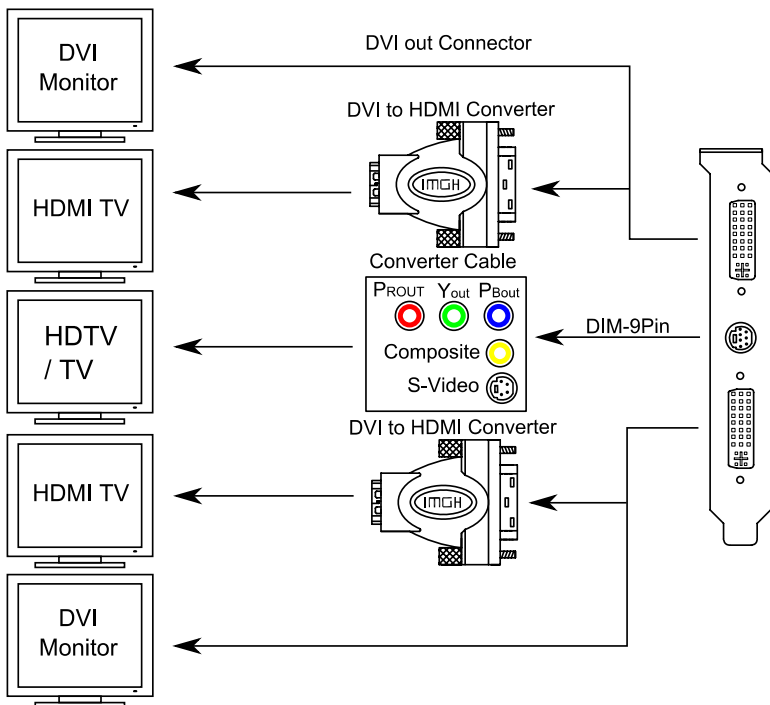 DVI
Monitor
DVI out Connector
DVI to HDMI Converter
IMGH
HDMI TV
Converter Cable
PROUT Yout PBout
Composite
S-Video
HDTV
/ TV
DIM-9Pin
DVI to HDMI Converter
IMGH
HDMI TV
DVI
Monitor